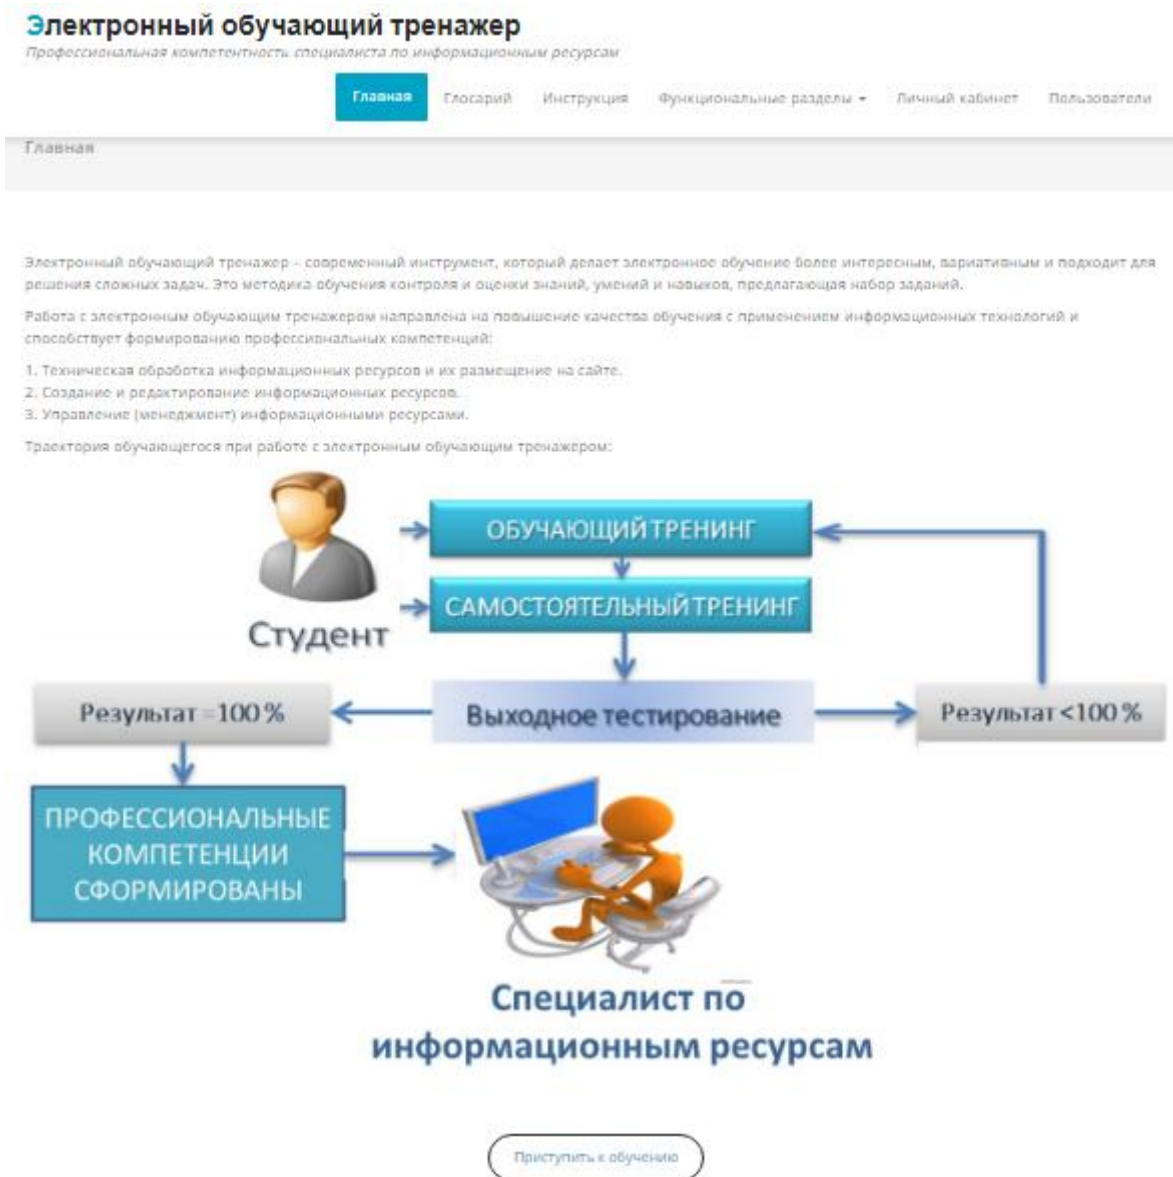 Электронный обучающий тренажер
Профессиональная компетентность специалиста по информационным ресурсам
Главная Глосарий Инструкция Функциональные разделы Личный кабинет Пользователи
Главная
Электронный обучающий тренажер – современный инструмент, который делает электронное обучение более интересным, вариативным и подходит для
решения сложных задач. Это методика обучения контроля и оценки знаний, умений и навыков, предлагающая набор заданий.
Работа с электронным обучающим тренажером направлена на повышение качества обучения с применением информационных технологий и
способствует формированию профессиональных компетенций:
1. Техническая обработка информационных ресурсов и их размещение на сайте.
2. Создание и редактирование информационных ресурсов.
3. Управление (менеджмент) информационными ресурсами.
Траектория обучающегося при работе с электронным обучающим тренажером:
ОБУЧАЮЩИЙ ТРЕНИНГ
САМОСТОЯТЕЛЬНЫЙ ТРЕНИНГ
Студент
Результат =100 % Выходное тестирование Результат <100 %
ПРОФЕССИОНАЛЬНЫЕ
КОМПЕТЕНЦИИ
СФОРМИРОВАНЫ
Специалист по
информационным ресурсам
Приступить к обучению